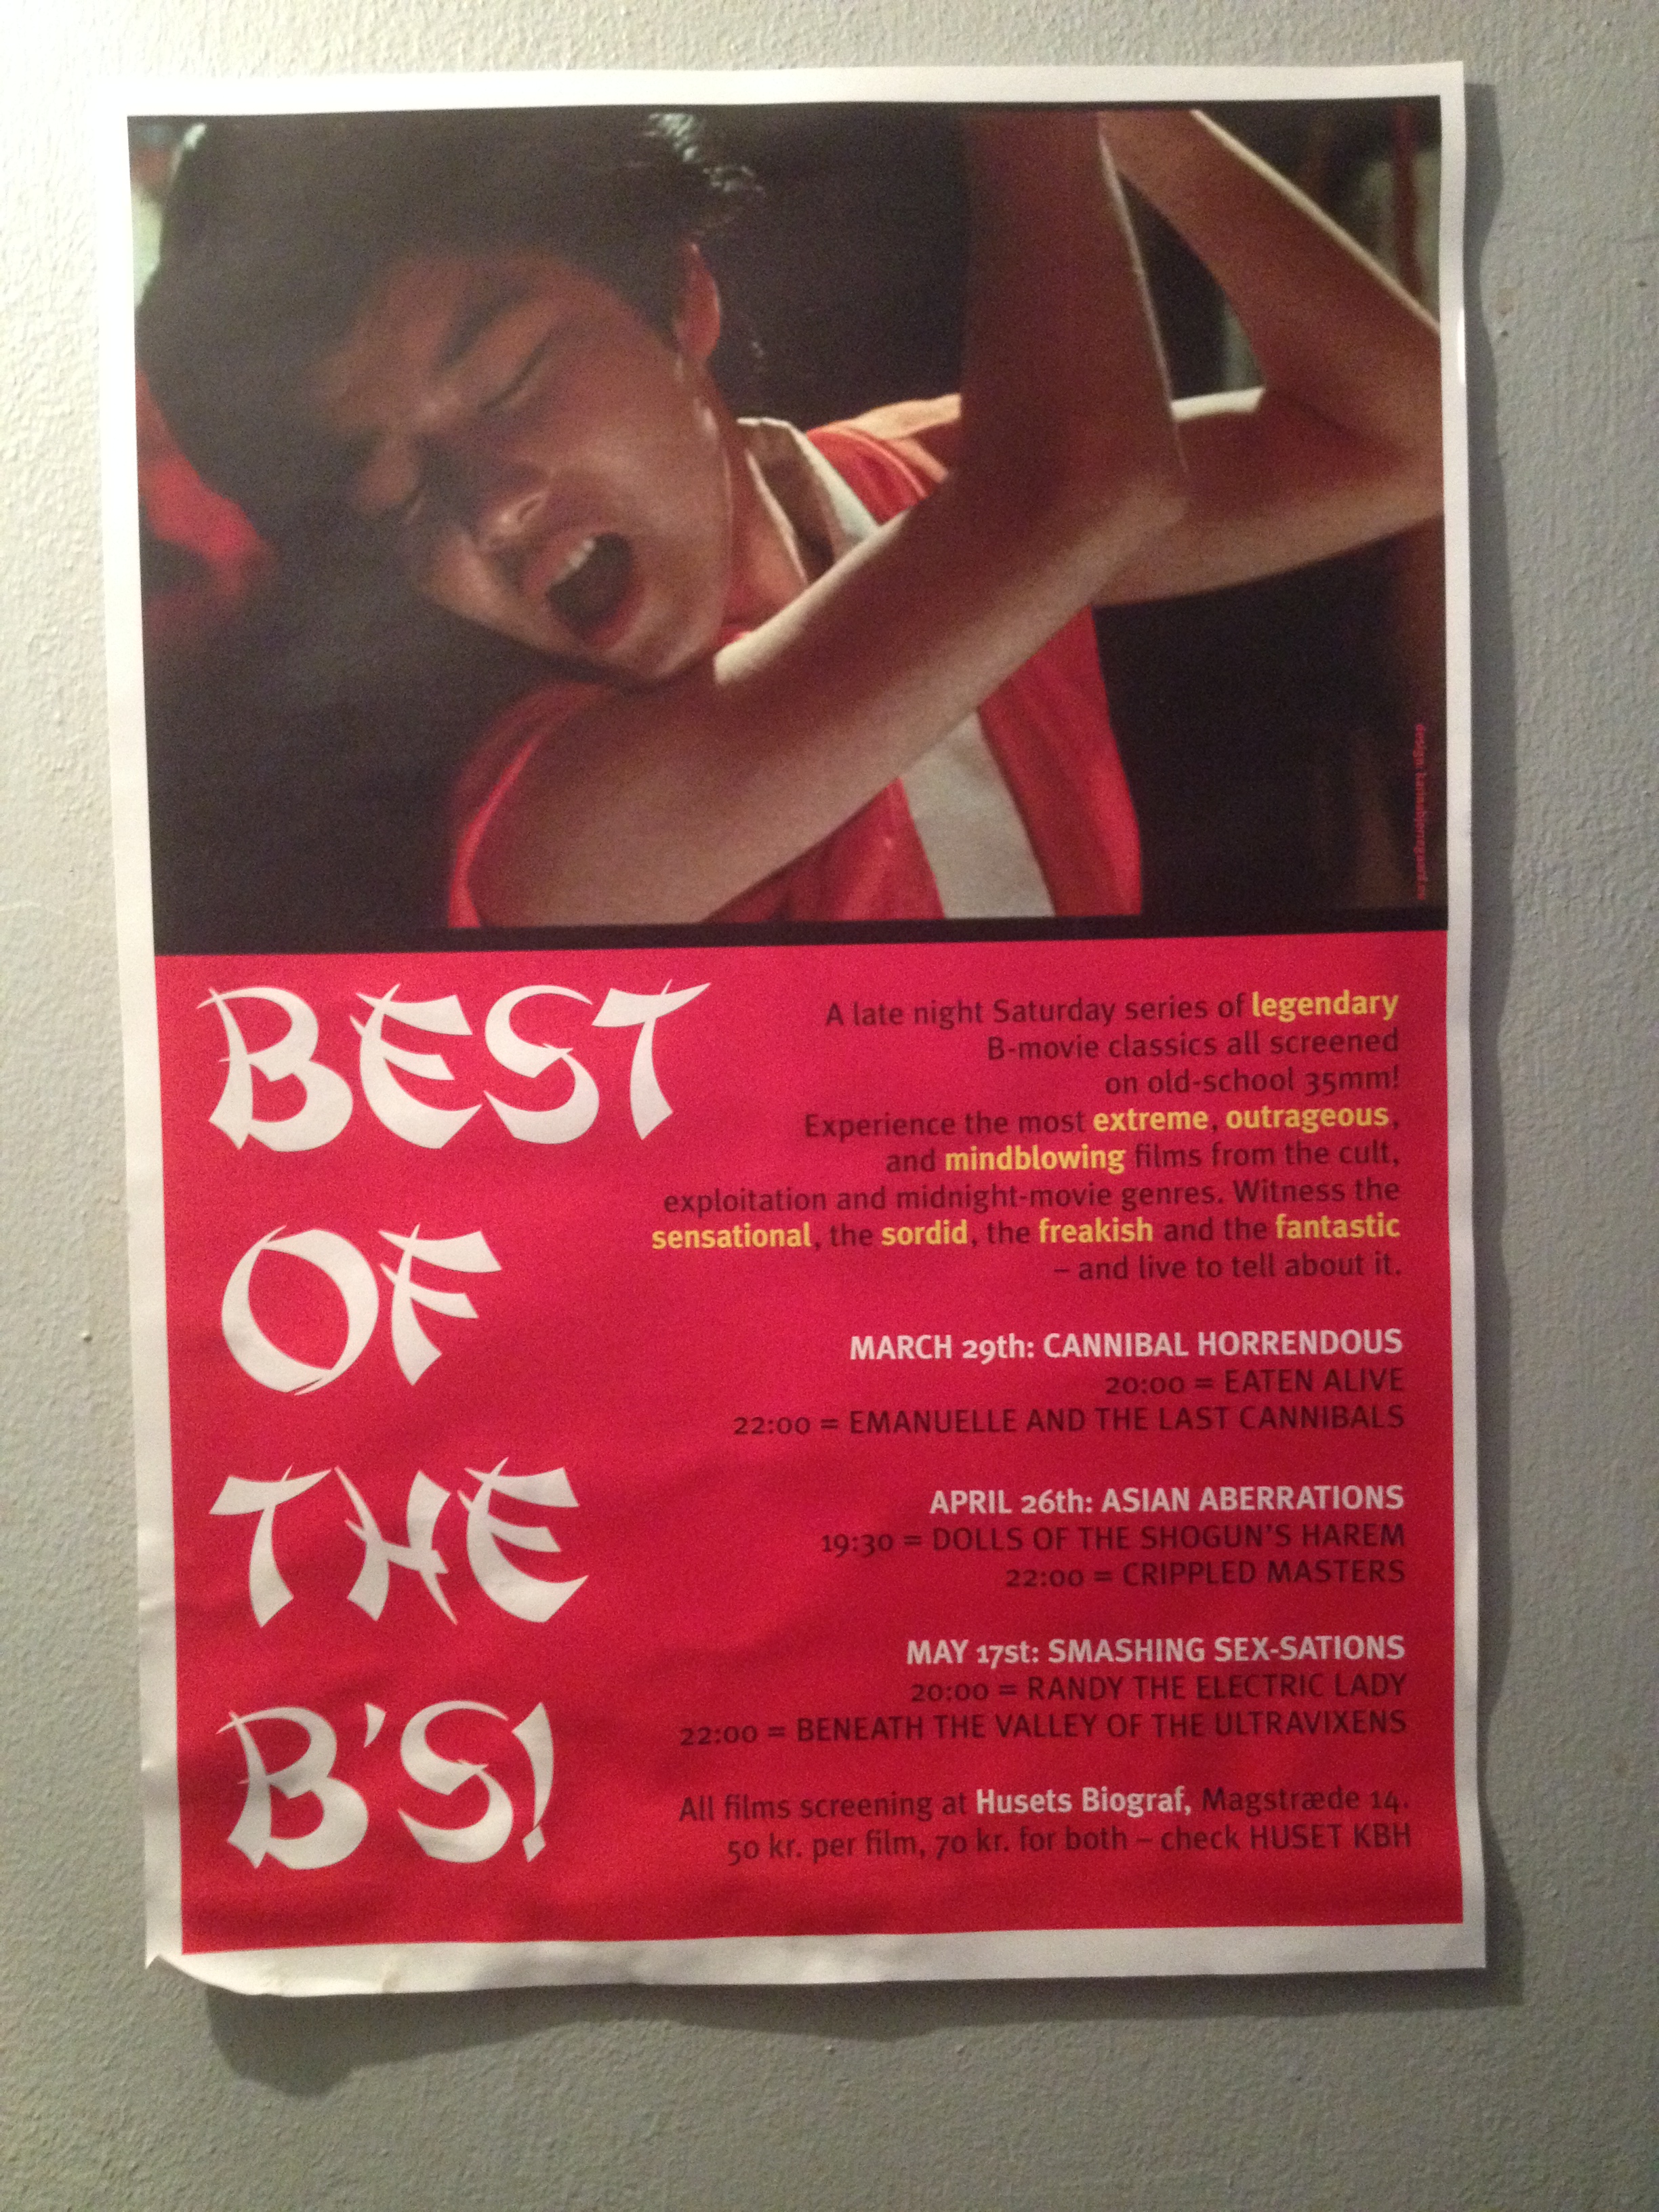 BEST
OF
THE
B'S!
A late night Saturday series of legendary
B-movie classics all screened
on old-school 35mm!
Experience the most extreme, outrageous,
and mindblowing films from the cult,
exploitation and midnight-movie genres. Witness the
sensational, the sordid, the freakish and the fantastic
– and live to tell about it.
MARCH 29th: CANNIBAL HORRENDOUS
20:00 = EATEN ALIVE
22:00 = EMANUELLE AND THE LAST CANNIBALS
APRIL 26th: ASIAN ABERRATIONS
19:30 = DOLLS OF THE SHOGUN'S HAREM
22:00 = CRIPPLED MASTERS
MAY 17st: SMASHING SEX-SATIONS
20:00 = RANDY THE ELECTRIC LADY
22:00 = BENEATH THE VALLEY OF THE ULTRAVIXENS
All films screening at Husets Biograf, Magstræde 14.
50 kr. per film, 70 kr. for both – check HUSET KBH
design: